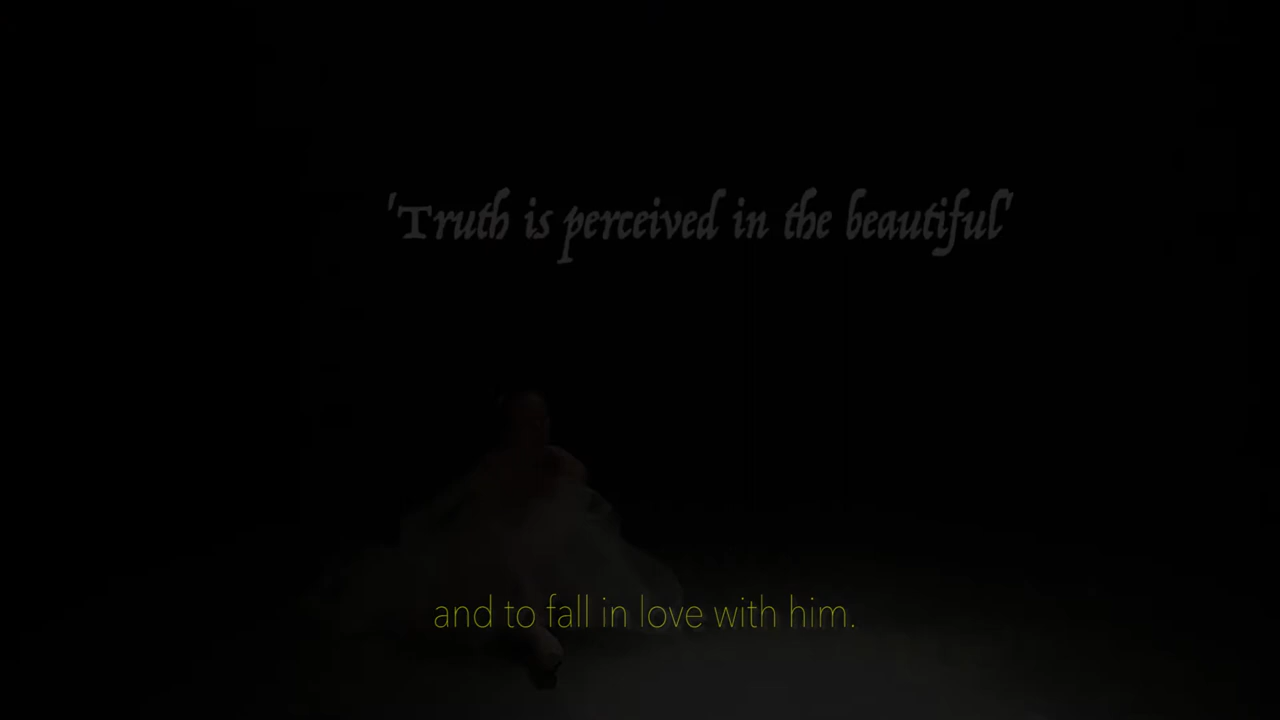 'Truth is perceived in the beautiful'
and to fall in love with him.